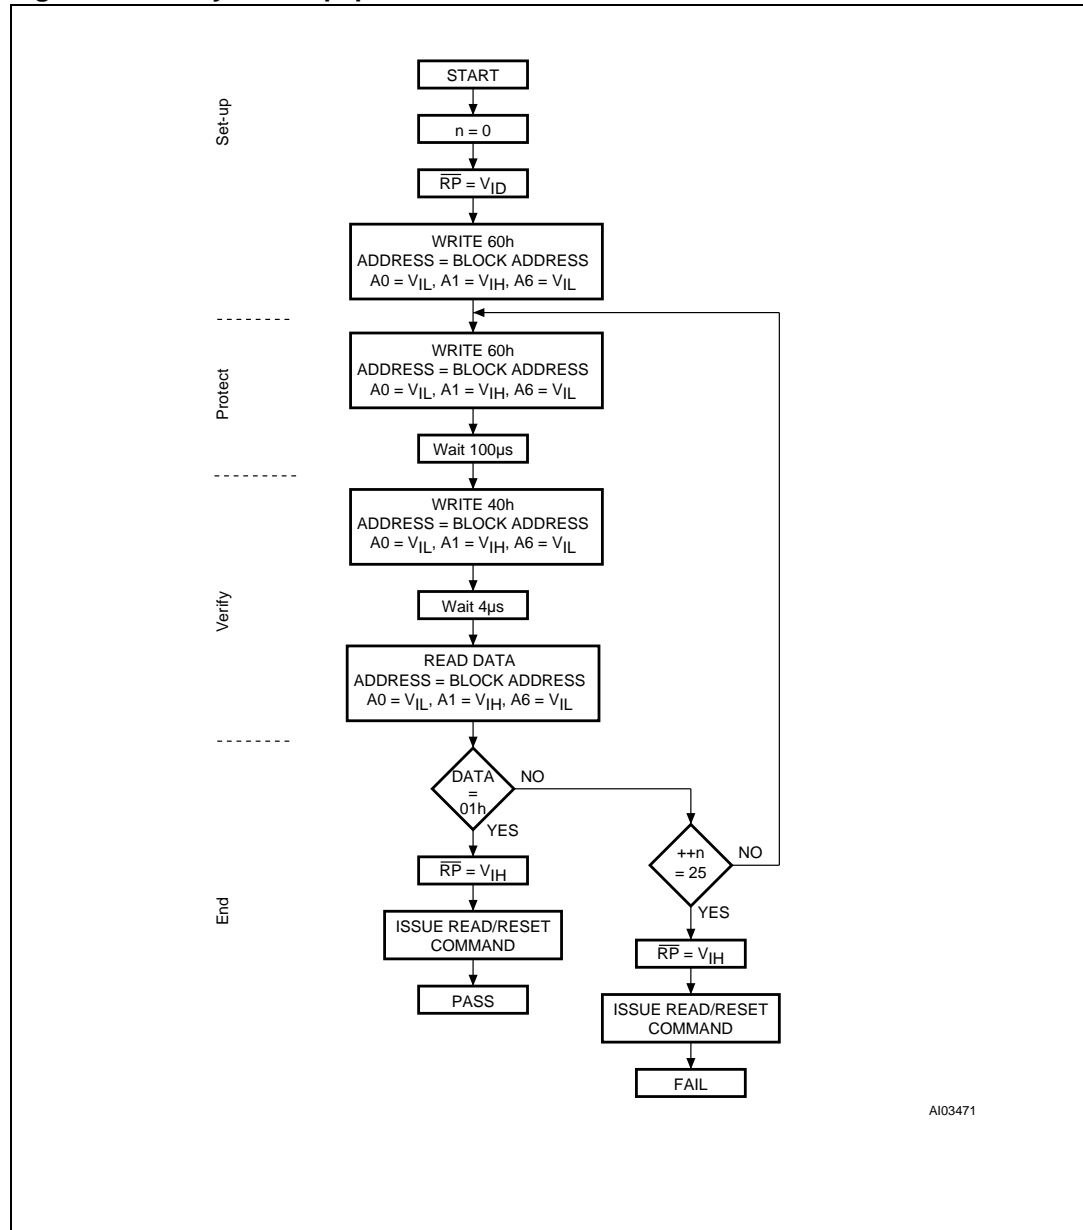 Set-up
START
n = 0
RP = VID
WRITE 60h
ADDRESS = BLOCK ADDRESS
A0 = VIL, A1 = VIH, A6 = VIL
Protect
WRITE 60h
ADDRESS = BLOCK ADDRESS
A0 = VIL, A1 = VIH, A6 = VIL
Wait 100µs
Verify
WRITE 40h
ADDRESS = BLOCK ADDRESS
A0 = VIL, A1 = VIH, A6 = VIL
Wait 4µs
READ DATA
ADDRESS = BLOCK ADDRESS
A0 = VIL, A1 = VIH, A6 = VIL
End
DATA
=
01h
NO
YES
RP = VIH
ISSUE READ/RESET
COMMAND
PASS
++n
= 25
NO
YES
RP = VIH
ISSUE READ/RESET
COMMAND
FAIL
AI03471